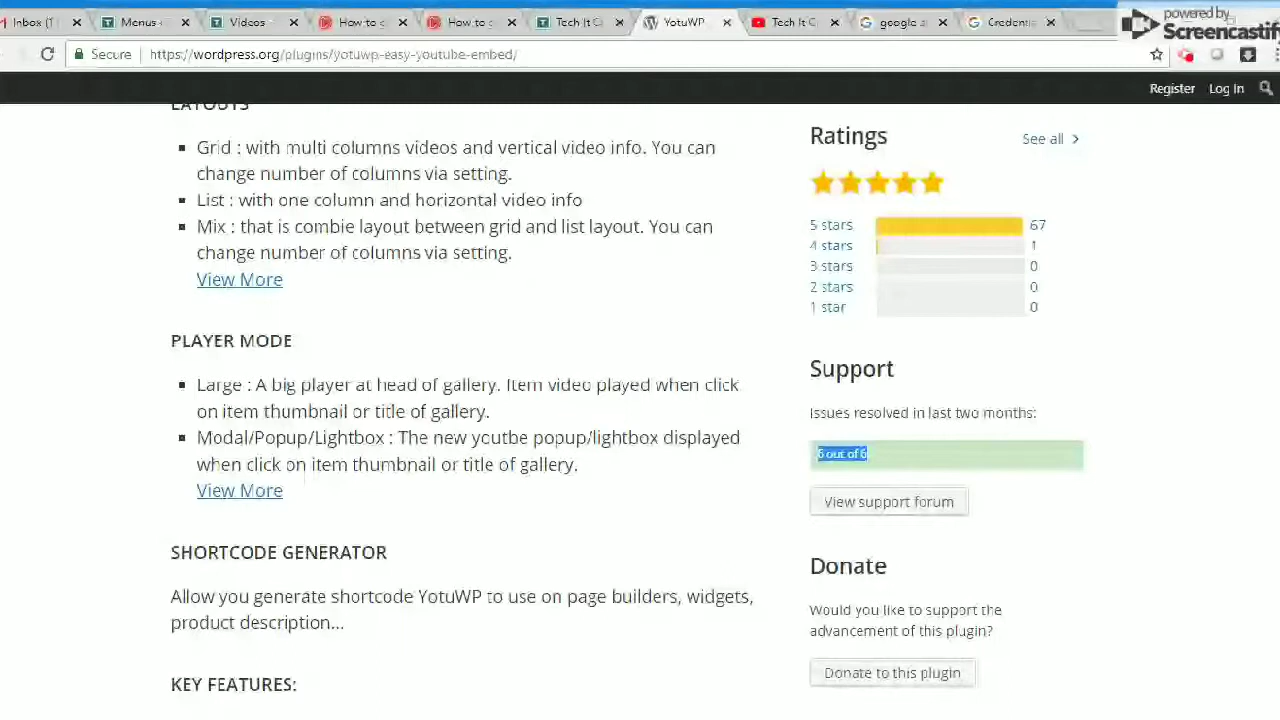 Inbox (1
Menus
Videos
How to c
How to c
Tech It C
YotuWP
Tech It C
google a
Credenti
powered by
Screencastify
Secure
https://wordpress.org/plugins/yotuwp-easy-youtube-embed/
Register
Log In
LAYOUTS
Grid : with multi columns videos and vertical video info. You can
change number of columns via setting.
List : with one column and horizontal video info
Mix : that is combie layout between grid and list layout. You can
change number of columns via setting.
View More
PLAYER MODE
Large : A big player at head of gallery. Item video played when click
on item thumbnail or title of gallery.
Modal/Popup/Lightbox : The new youtbe popup/lightbox displayed
when click on item thumbnail or title of gallery.
View More
SHORTCODE GENERATOR
Allow you generate shortcode YotuWP to use on page builders, widgets,
product description...
KEY FEATURES:
Ratings
See all
5 stars 67
4 stars 1
3 stars 0
2 stars 0
1 star 0
Support
Issues resolved in last two months:
6 out of 6
View support forum
Donate
Would you like to support the
advancement of this plugin?
Donate to this plugin